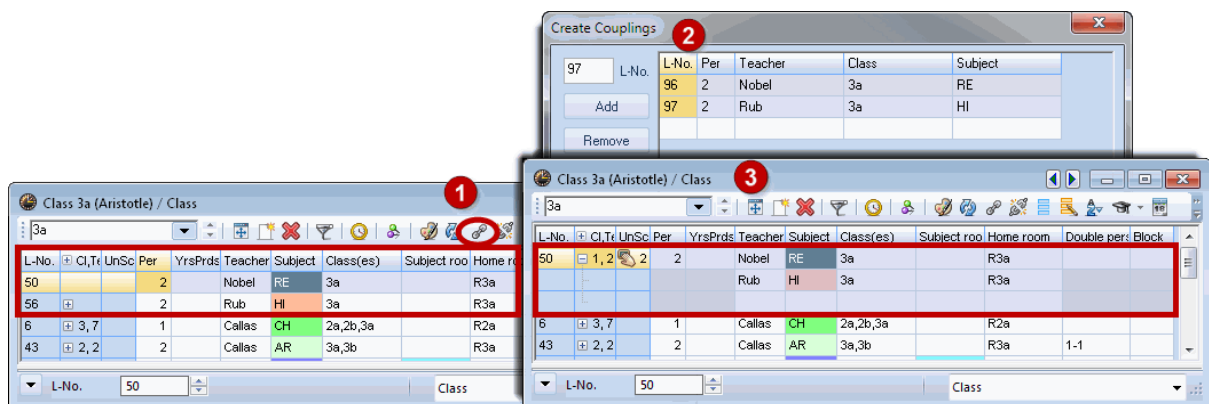 Create Couplings
2
97 L-No.
L-No. Per Teacher Class Subject
96 2 Nobel 3a RE
97 2 Rub 3a HI
Add
Remove
1
Class 3a (Aristotle) / Class
3a
L-No. Cl,Te UnSc Per YrsPrds Teacher Subject Class(es) Subject roo Home ro
50 2 Nobel RE 3a R3a
56 2 Rub HI 3a R3a
6 3, 7 1 Callas CH 2a,2b,3a R2a
43 2, 2 2 Callas AR 3a,3b R3a
L-No. 50 Class
Class 3a (Aristotle) / Class
3
3a
L-No. Cl,Te UnSc Per YrsPrds Teacher Subject Class(es) Subject roo Home room Double pers Block
50 1, 2 2 2 Nobel RE 3a R3a
Rub HI 3a R3a
6 3, 7 1 Callas CH 2a,2b,3a R2a
43 2, 2 2 Callas AR 3a,3b R3a 1-1
L-No. 50 Class